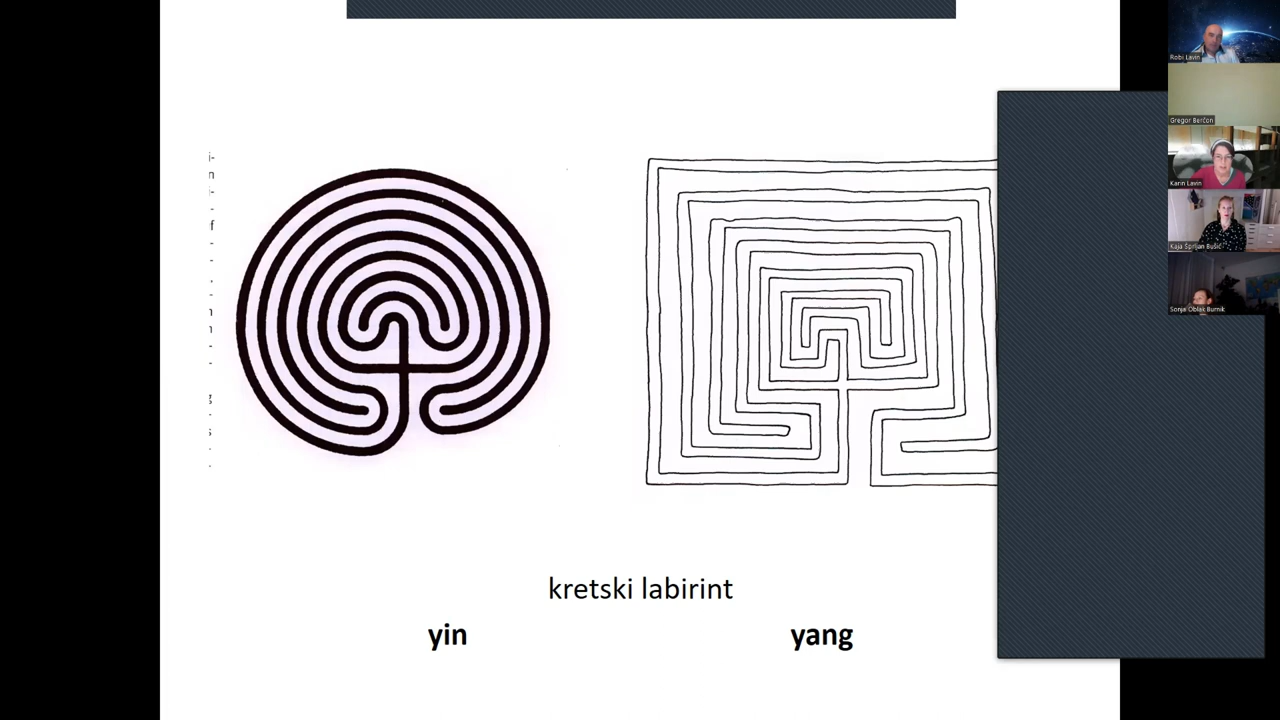 i-
n
i-
-
f
-
-
.
-
n
n
-
-
g
-
s
-
.
kretski labirint
yin
yang
Robi Lavin
Gregor Berčon
Karin Lavin
Kaja Šprljan Bušić
Sonja Oblak Burnik